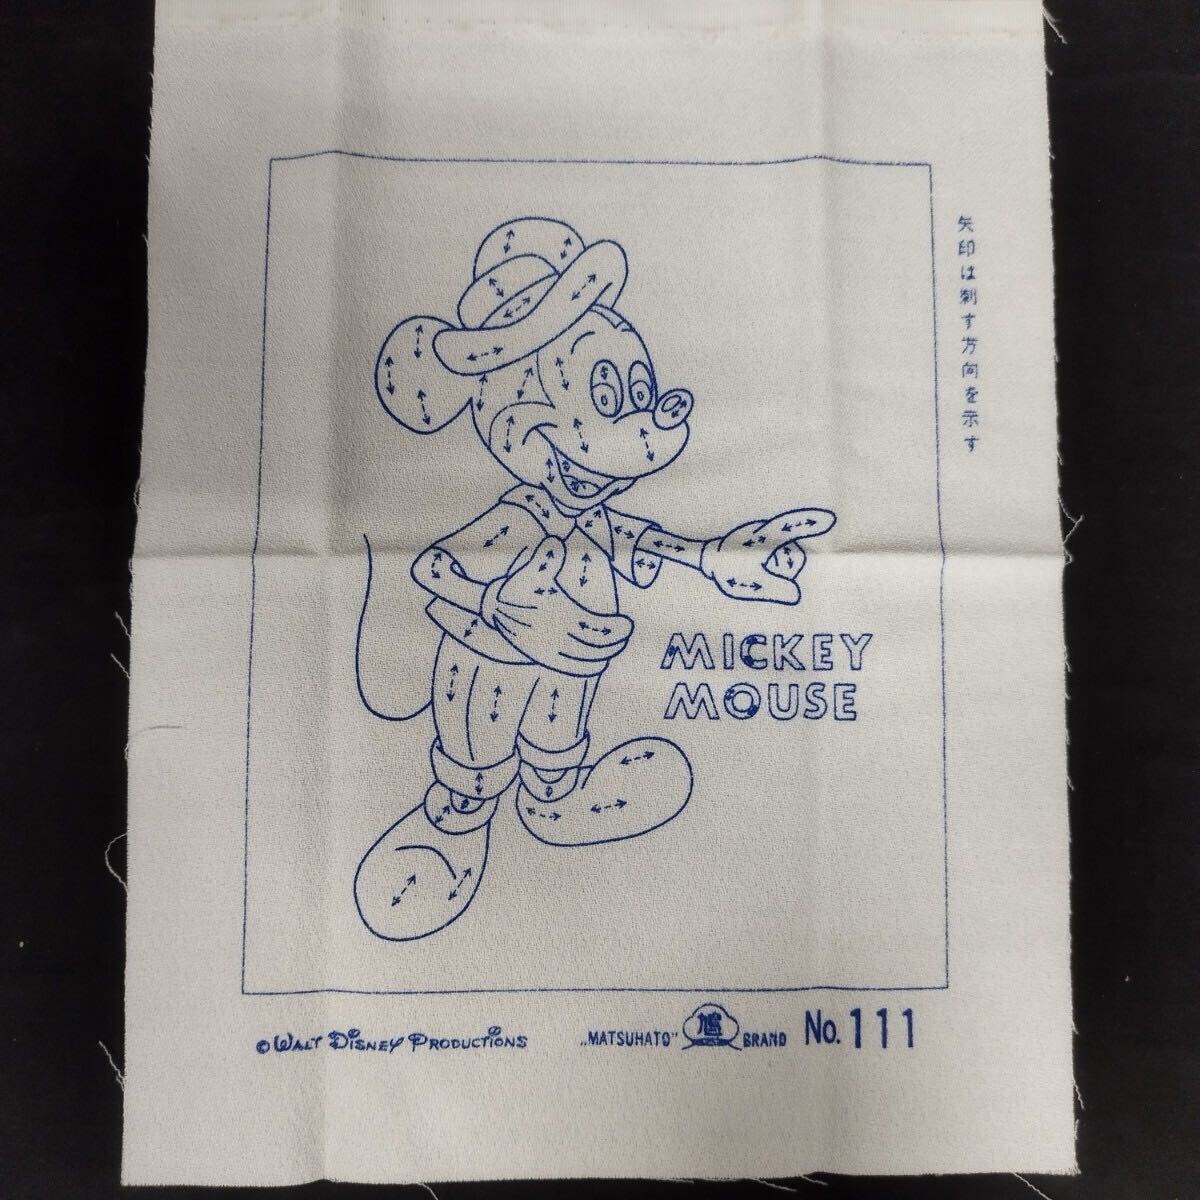 矢印は刺す方向を示す
MICKEY
MOUSE
© WALT DISNEY PRODUCTIONS
„MATSUHATO" 鳩 BRAND No. 111